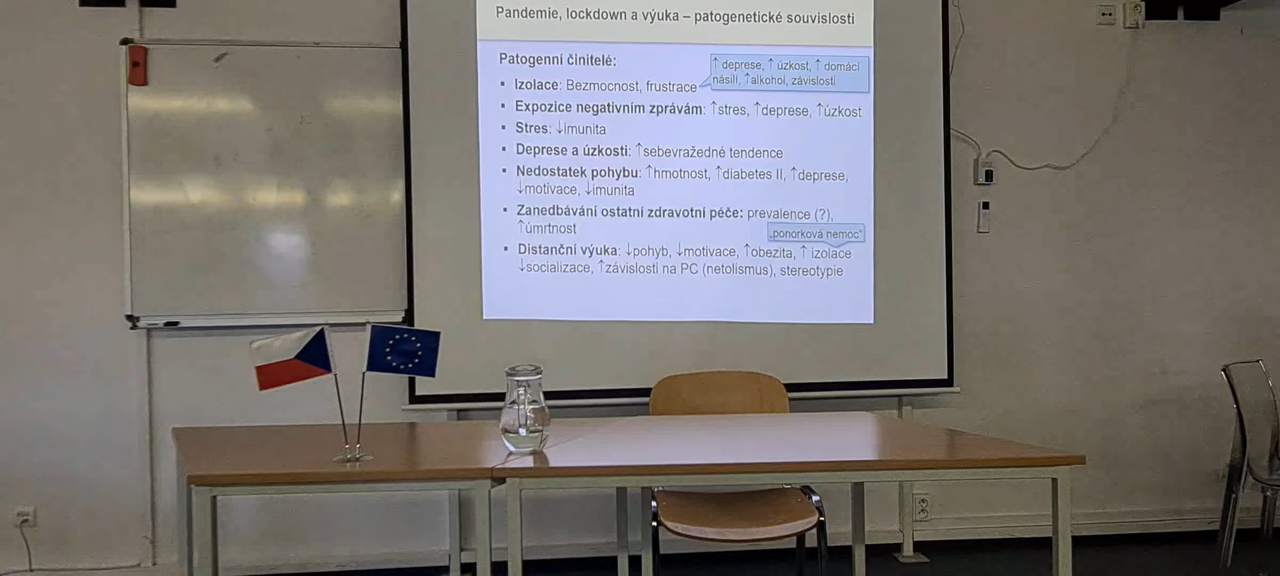 Pandemie, lockdown a výuka – patogenetické souvislosti
Patogenní činitelé:
↑ deprese, ↑ úzkost, ↑ domácí
násilí, ↑alkohol, závislosti
▪ Izolace: Bezmocnost, frustrace
▪ Expozice negativním zprávám: ↑stres, ↑deprese, ↑úzkost
▪ Stres: ↓imunita
▪ Deprese a úzkosti: ↑sebevražedné tendence
▪ Nedostatek pohybu: ↑hmotnost, ↑diabetes II, ↑deprese,
↓motivace, ↓imunita
▪ Zanedbávání ostatní zdravotní péče: prevalence (?),
↑úmrtnost
„ponorková nemoc“
▪ Distanční výuka: ↓pohyb, ↓motivace, ↑obezita, ↑ izolace
↓socializace, ↑závislosti na PC (netolismus), stereotypie